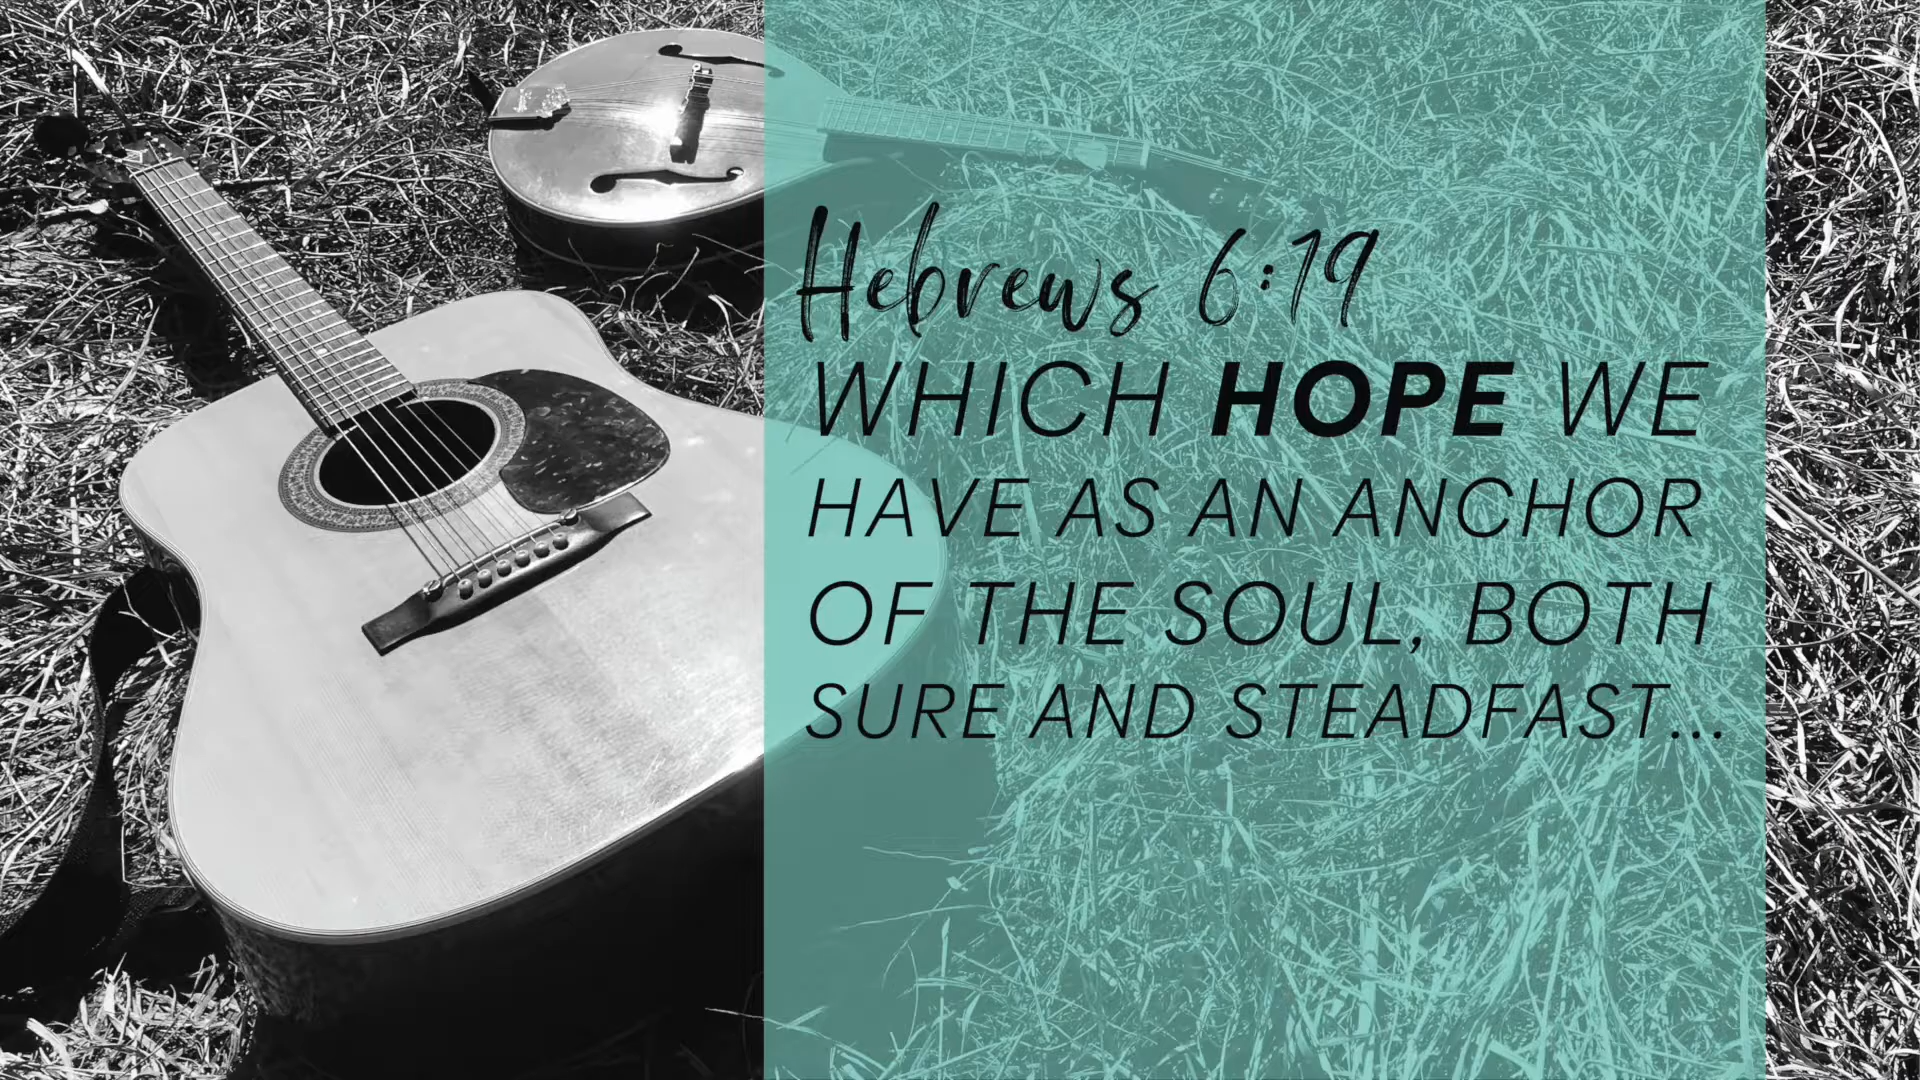 Hebrews 6:19
WHICH HOPE WE
HAVE AS AN ANCHOR
OF THE SOUL, BOTH
SURE AND STEADFAST...